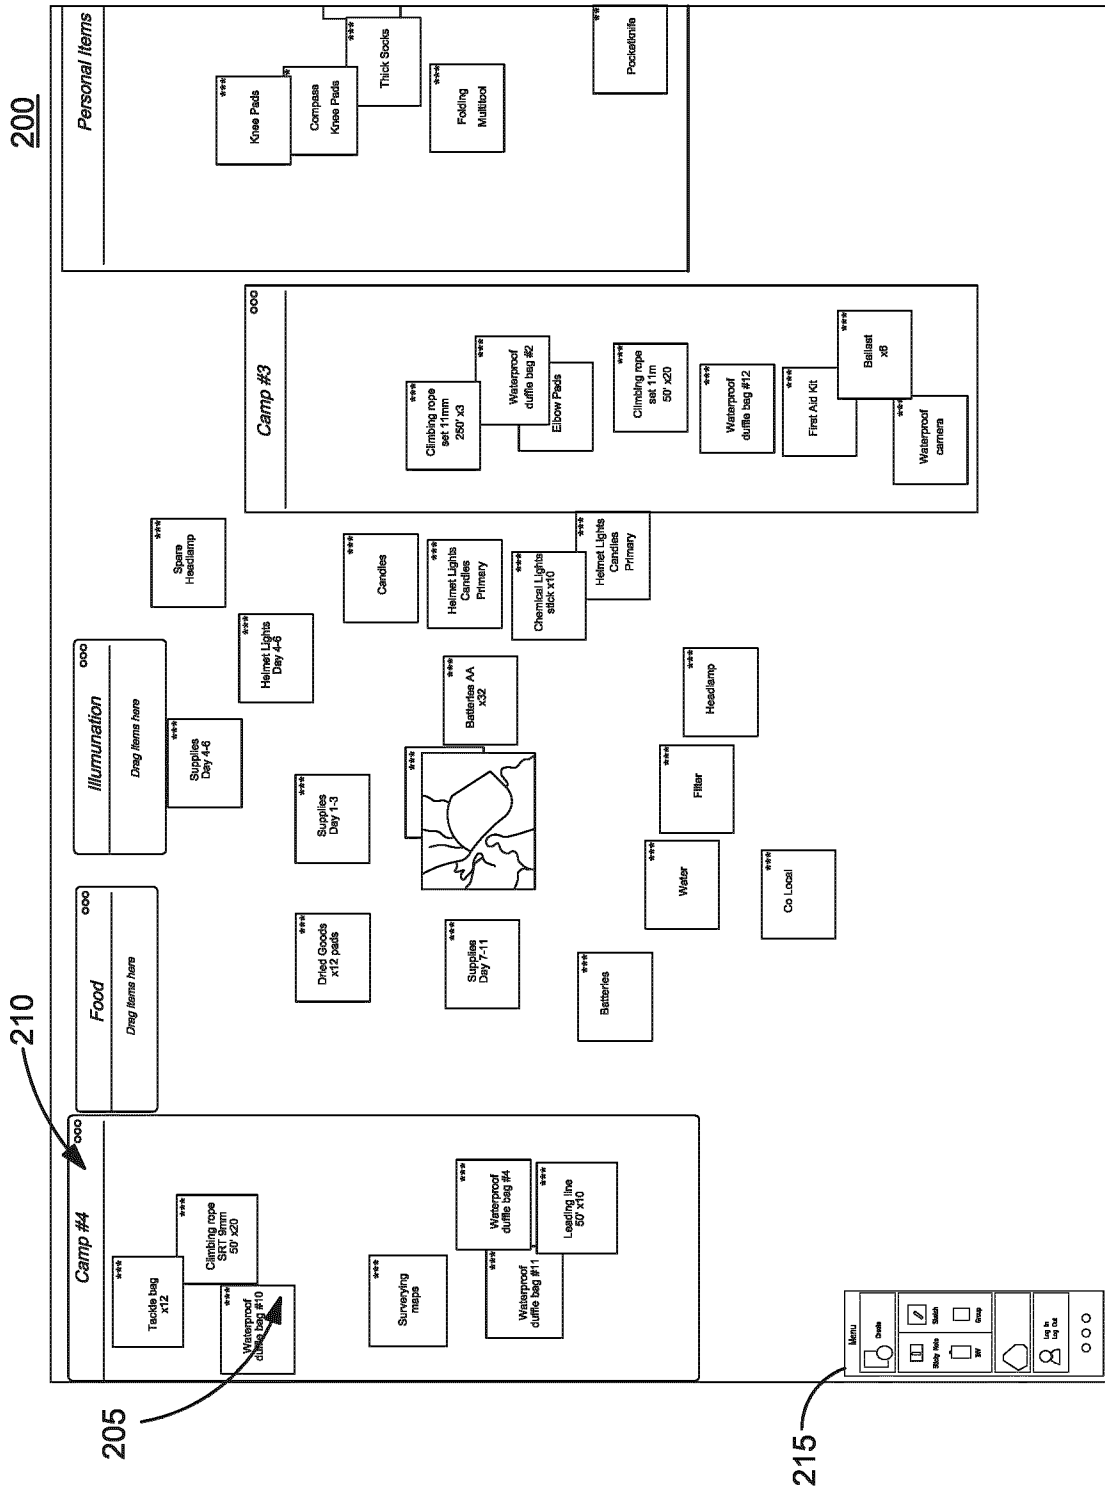 200
210
205
215
Camp #4
ooo
***
Tackle bag
x12
***
Climbing rope
SRT 9mm
50' x20
***
Waterproof
duffle bag #10
***
Surverying
maps
***
Waterproof
duffle bag #4
***
Waterproof
duffle bag #11
***
Leading line
50' x10
Food
ooo
Drag items here
Illumunation
ooo
Drag items here
***
Supplies
Day 4-6
***
Helmet Lights
Day 4-6
***
Spare
Headlamp
***
Dried Goods
x12 pads
***
Supplies
Day 1-3
***
Candles
***
Supplies
Day 7-11
***
***
Batteries AA
x32
***
Helmet Lights
Candles
Primary
***
Chemical Lights
stick x10
***
Helmet Lights
Candles
Primary
***
Batteries
***
Water
***
Filter
***
Headlamp
***
Co Local
Camp #3
ooo
***
Climbing rope
set 11mm
250' x3
***
Waterproof
duffle bag #2
Elbow Pads
***
Climbing rope
set 11m
50' x20
***
Waterproof
duffle bag #12
***
First Aid Kit
***
Ballast
x6
***
Waterproof
camera
Personal Items
***
Knee Pads
*
Compass
Knee Pads
***
Thick Socks
***
Folding
Multitool
**
Pocketknife
Menu
Create
Sticky Note
Sketch
Group
Log In
Log Out